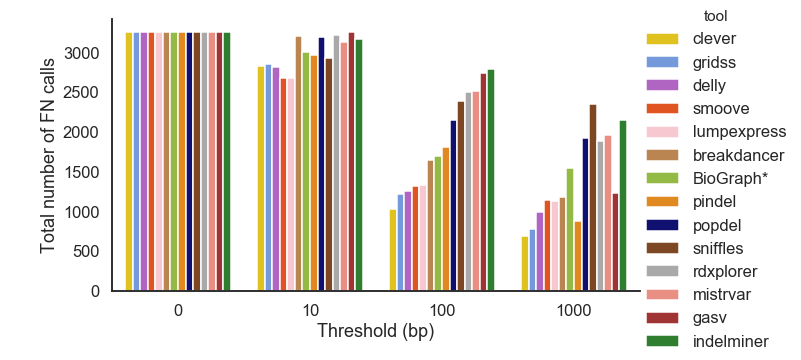 Total number of FN calls
3000
2500
2000
1500
1000
500
0
0 10 100 1000
Threshold (bp)
tool
clever
gridss
delly
smoove
lumpexpress
breakdancer
BioGraph*
pindel
popdel
sniffles
rdxplorer
mistrvar
gasv
indelminer